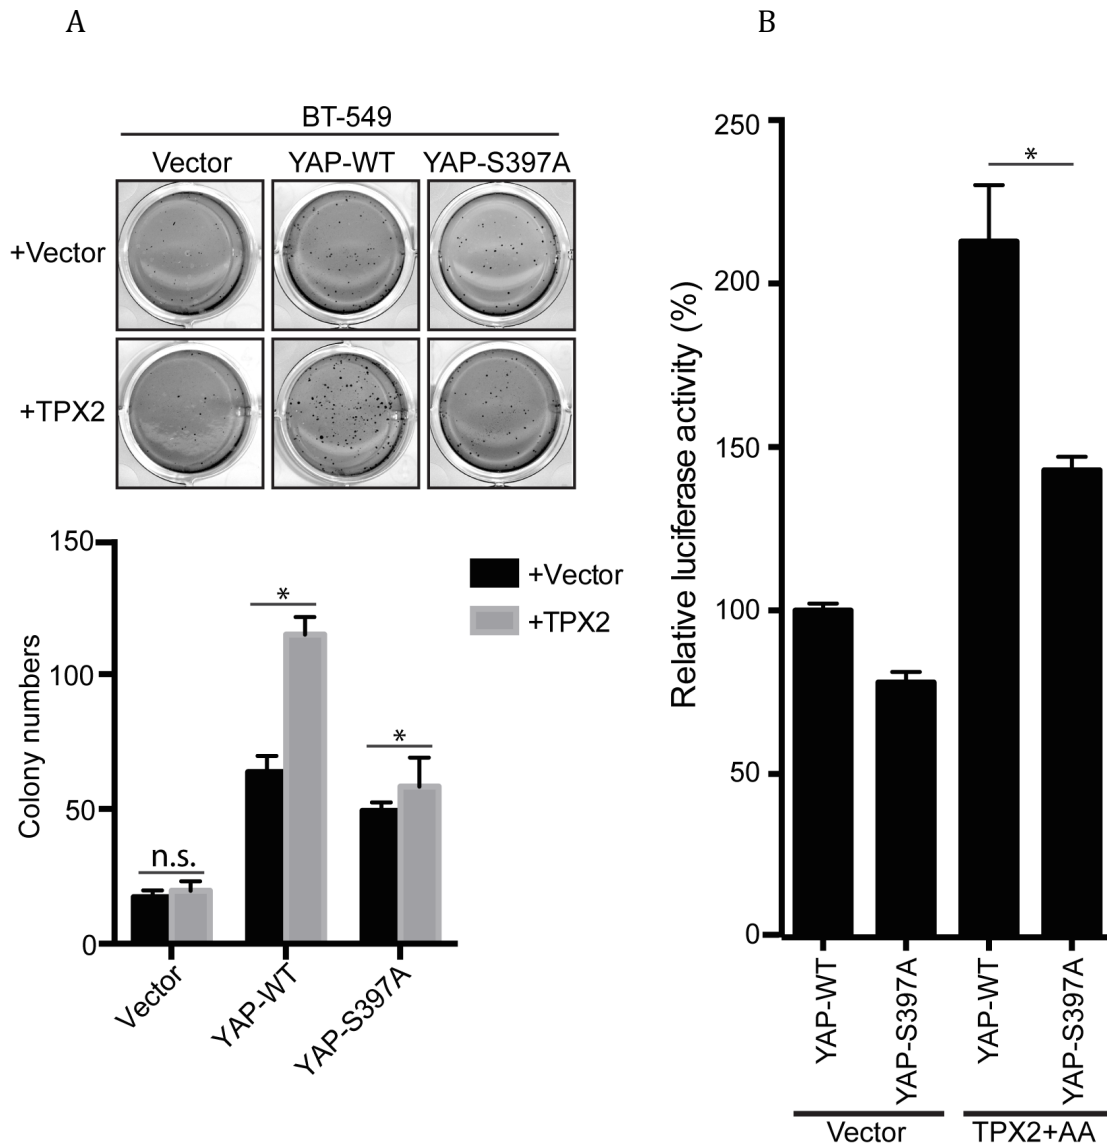 A
BT-549
Vector YAP-WT YAP-S397A
+Vector
+TPX2
150
100
50
0
Colony numbers
n.s.
*
*
+Vector
+TPX2
Vector
YAP-WT
YAP-S397A
B
250
200
150
100
50
0
Relative luciferase activity (%)
*
YAP-WT
YAP-S397A
YAP-WT
YAP-S397A
Vector
TPX2+AA